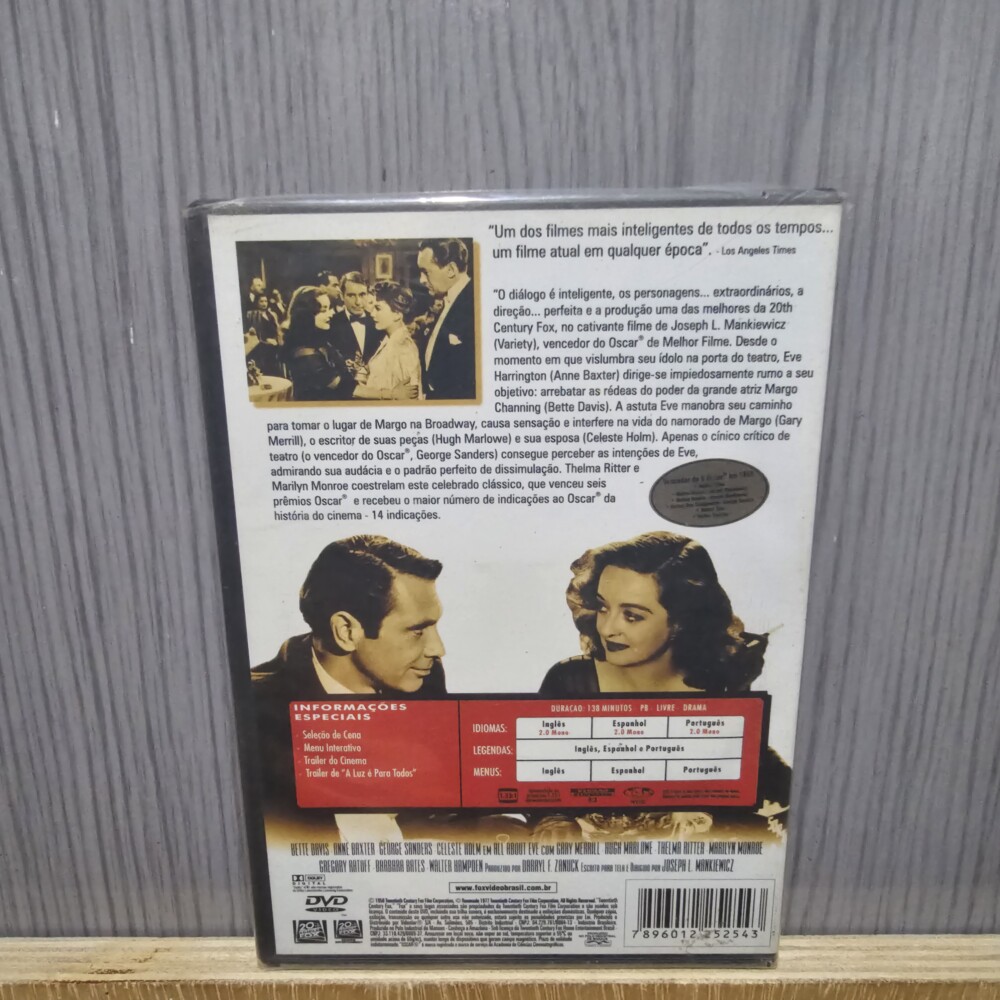 "Um dos filmes mais inteligentes de todos os tempos...
um filme atual em qualquer época". - Los Angeles Times
"O diálogo é inteligente, os personagens... extraordinários, a
direção... perfeita e a produção uma das melhores da 20th
Century Fox, no cativante filme de Joseph L. Mankiewicz
(Variety), vencedor do Oscar® de Melhor Filme. Desde o
momento em que vislumbra seu ídolo na porta do teatro, Eve
Harrington (Anne Baxter) dirige-se impiedosamente rumo a seu
objetivo: arrebatar as rédeas do poder da grande atriz Margo
Channing (Bette Davis). A astuta Eve manobra seu caminho
para tomar o lugar de Margo na Broadway, causa sensação e interfere na vida do namorado de Margo (Gary
Merrill), o escritor de suas peças (Hugh Marlowe) e sua esposa (Celeste Holm). Apenas o cínico crítico de
teatro (o vencedor do Oscar®, George Sanders) consegue perceber as intenções de Eve,
admirando sua audácia e o padrão perfeito de dissimulação. Thelma Ritter e
Marilyn Monroe coestrelam este celebrado clássico, que venceu seis
prêmios Oscar® e recebeu o maior número de indicações ao Oscar® da
história do cinema - 14 indicações.
INFORMAÇÕES
ESPECIAIS
- Seleção de Cena
- Menu Interativo
- Trailer do Cinema
- Trailer de "A Luz é Para Todos"
DURAÇÃO: 138 MINUTOS - PB - LIVRE - DRAMA
IDIOMAS: Inglês 2.0 Mono Espanhol 2.0 Mono Português 2.0 Mono
LEGENDAS: Inglês, Espanhol e Português
MENUS: Inglês Espanhol Português
BETTE DAVIS ANNE BAXTER GEORGE SANDERS CELESTE HOLM EM ALL ABOUT EVE COM GARY MERRILL HUGH MARLOWE THELMA RITTER MARILYN MONROE
GREGORY RATOFF BARBARA BATES WALTER HAMPDEN PRODUZIDO POR DARRYL F. ZANUCK ESCRITO PARA TELA E DIRIGIDO POR JOSEPH L. MANKIEWICZ
DOLBY
DIGITAL
www.foxvideobrasil.com.br
DVD
VIDEO
7 896012 252543